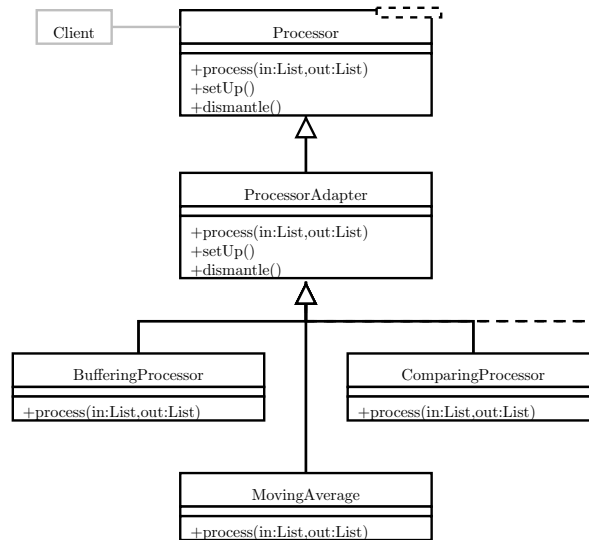 Client
Processor
+process(in:List,out:List)
+setUp()
+dismantle()
ProcessorAdapter
+process(in:List,out:List)
+setUp()
+dismantle()
BufferingProcessor
+process(in:List,out:List)
ComparingProcessor
+process(in:List,out:List)
MovingAverage
+process(in:List,out:List)